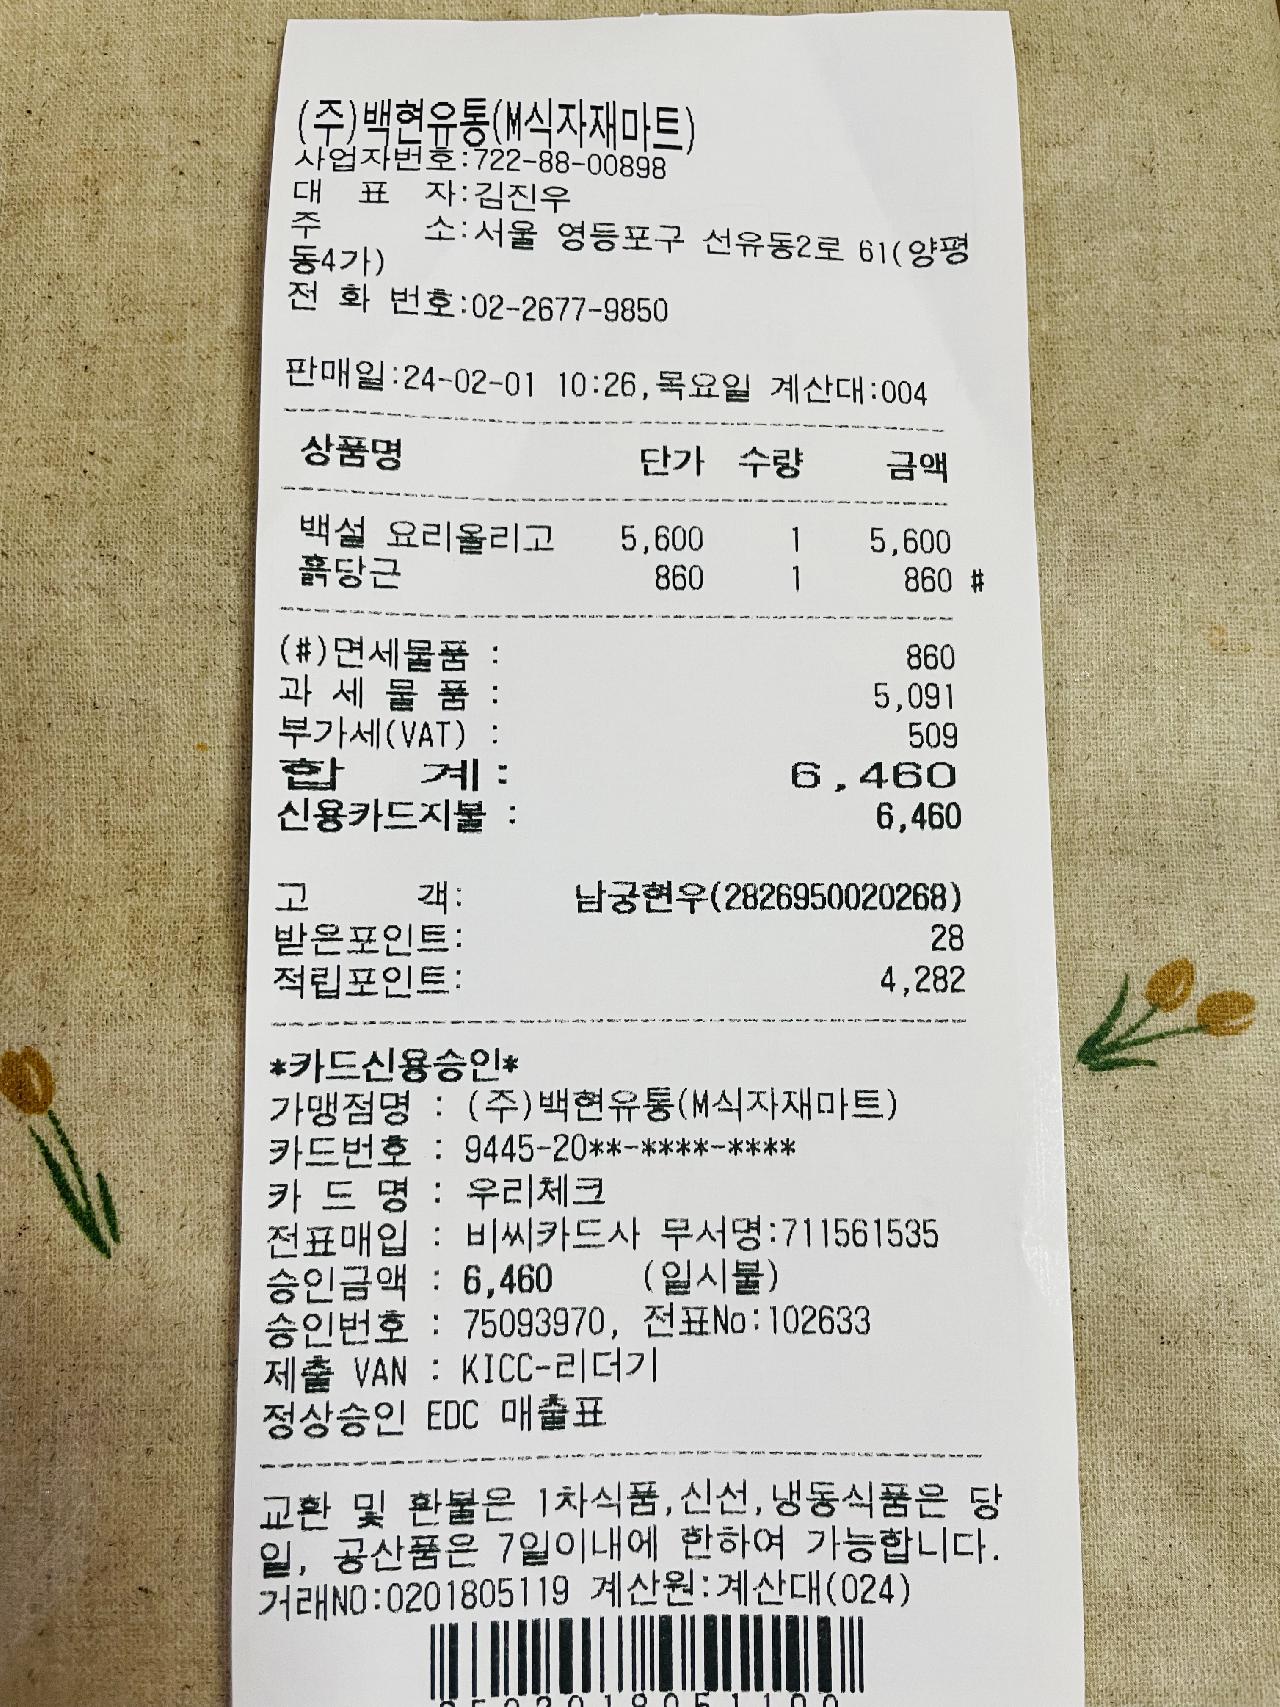 (주)백현유통(M식자재마트)
사업자번호:722-88-00898
대 표 자:김진우
주 소:서울 영등포구 선유동2로 61(양평
동4가)
전 화 번호:02-2677-9850
판매일:24-02-01 10:26,목요일 계산대:004
상품명 단가 수량 금액
백설 요리올리고 5,600 1 5,600
흙당근 860 1 860 #
(#)면세물품 : 860
과 세 물 품 : 5,091
부가세(VAT) : 509
합 계: 6,460
신용카드지불 : 6,460
고 객: 남궁현우(2826950020268)
받은포인트: 28
적립포인트: 4,282
*카드신용승인*
가맹점명 : (주)백현유통(M식자재마트)
카드번호 : 9445-20**-****-****
카 드 명 : 우리체크
전표매입 : 비씨카드사 무서명:711561535
승인금액 : 6,460 (일시불)
승인번호 : 75093970, 전표No:102633
제출 VAN : KICC-리더기
정상승인 EDC 매출표
교환 및 환불은 1차식품,신선,냉동식품은 당
일, 공산품은 7일이내에 한하여 가능합니다.
거래NO:0201805119 계산원:계산대(024)